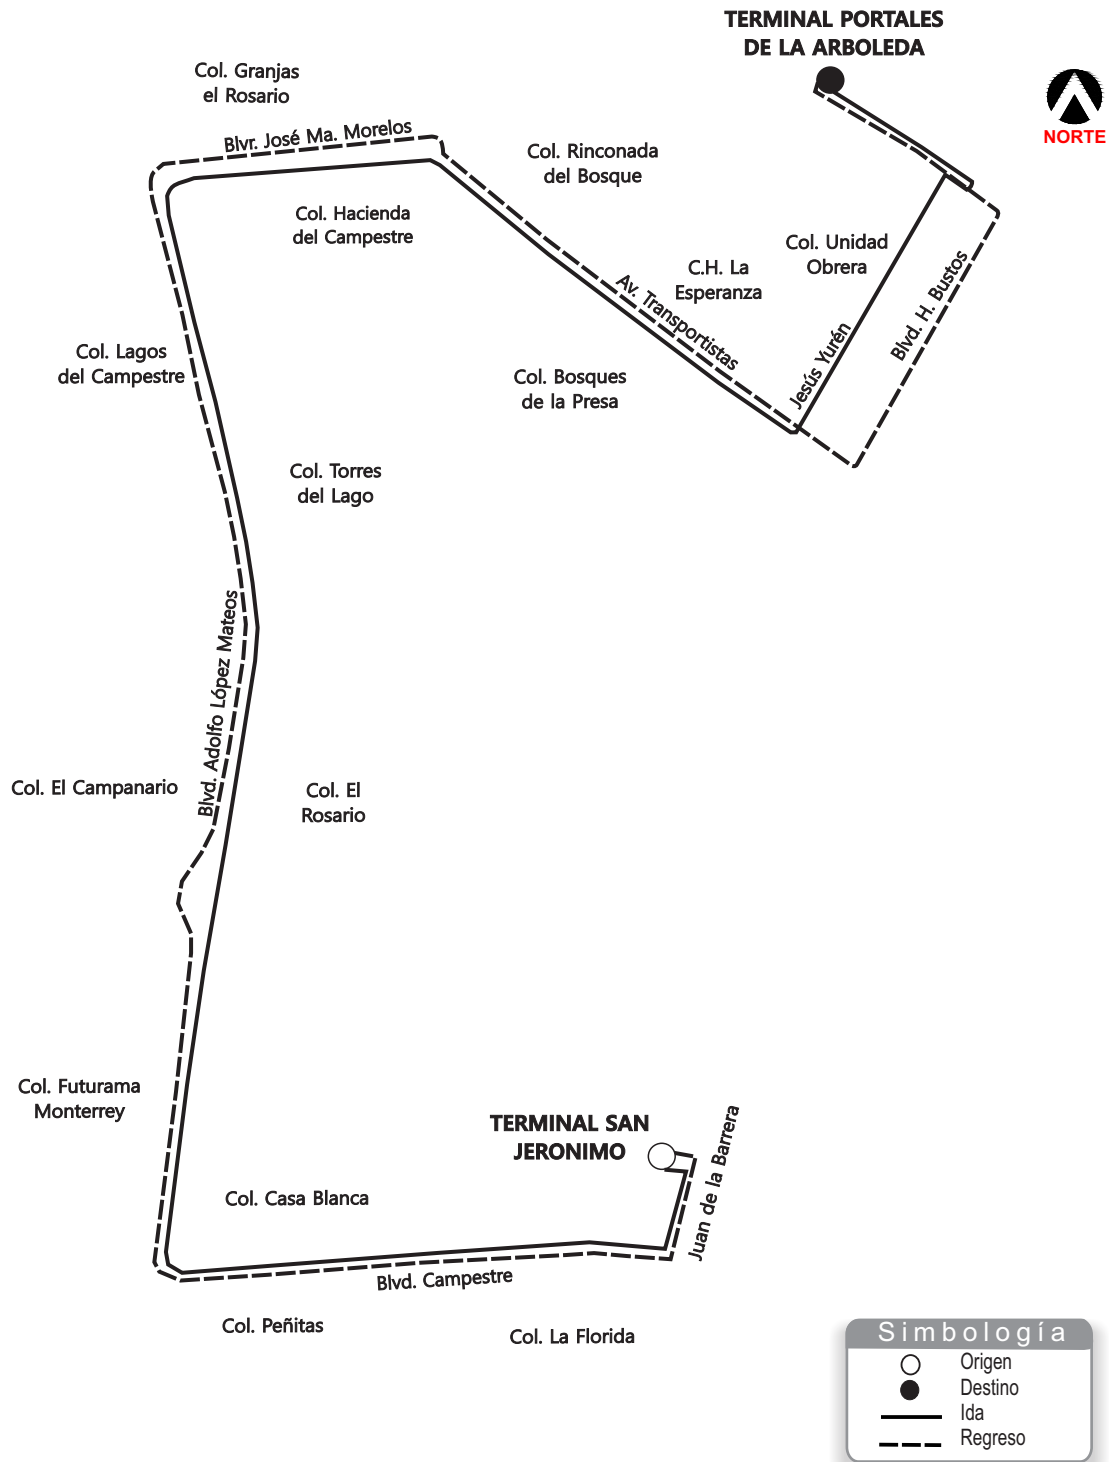 TERMINAL PORTALES
DE LA ARBOLEDA
Col. Granjas
el Rosario
NORTE
Blvr. José Ma. Morelos
Col. Rinconada
del Bosque
Col. Hacienda
del Campestre
Col. Unidad
Obrera
C.H. La
Esperanza
Av. Transportistas
Blvd. H. Bustos
Jesús Yurén
Col. Lagos
del Campestre
Col. Bosques
de la Presa
Col. Torres
del Lago
Blvd. Adolfo López Mateos
Col. El Campanario
Col. El
Rosario
Col. Futurama
Monterrey
TERMINAL SAN
JERONIMO
Juan de la Barrera
Col. Casa Blanca
Blvd. Campestre
Col. Peñitas
Col. La Florida
Simbología
Origen
Destino
Ida
Regreso